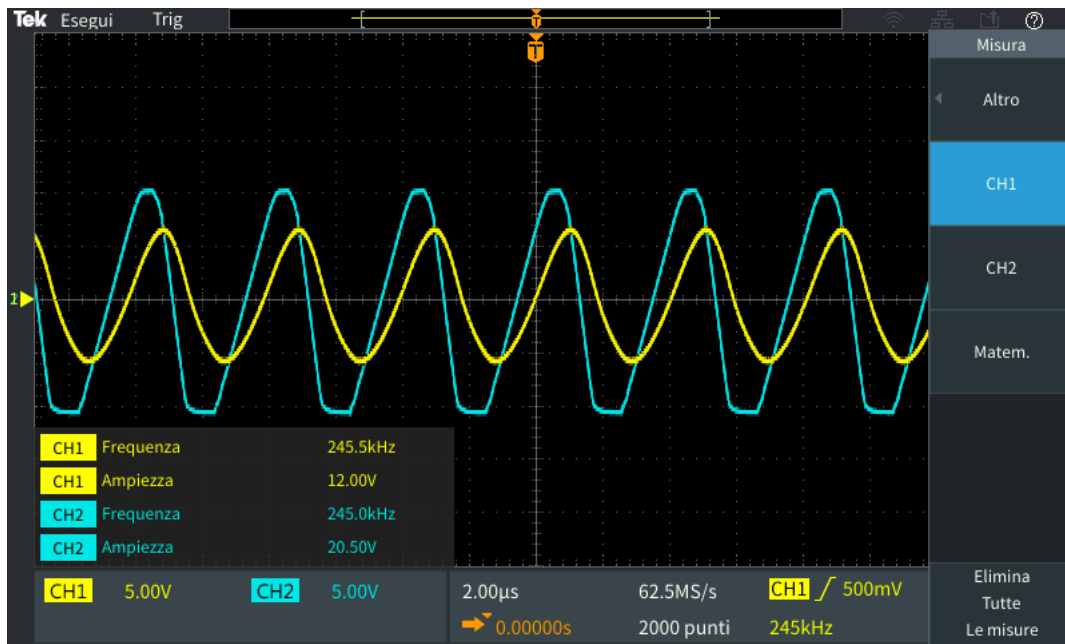 Tek Esegui Trig
T
T
Misura
Altro
CH1
CH2
Matem.
CH1 Frequenza 245.5kHz
CH1 Ampiezza 12.00V
CH2 Frequenza 245.0kHz
CH2 Ampiezza 20.50V
CH1 5.00V CH2 5.00V
2.00µs 62.5MS/s CH1 500mV
0.00000s 2000 punti 245kHz
Elimina
Tutte
Le misure